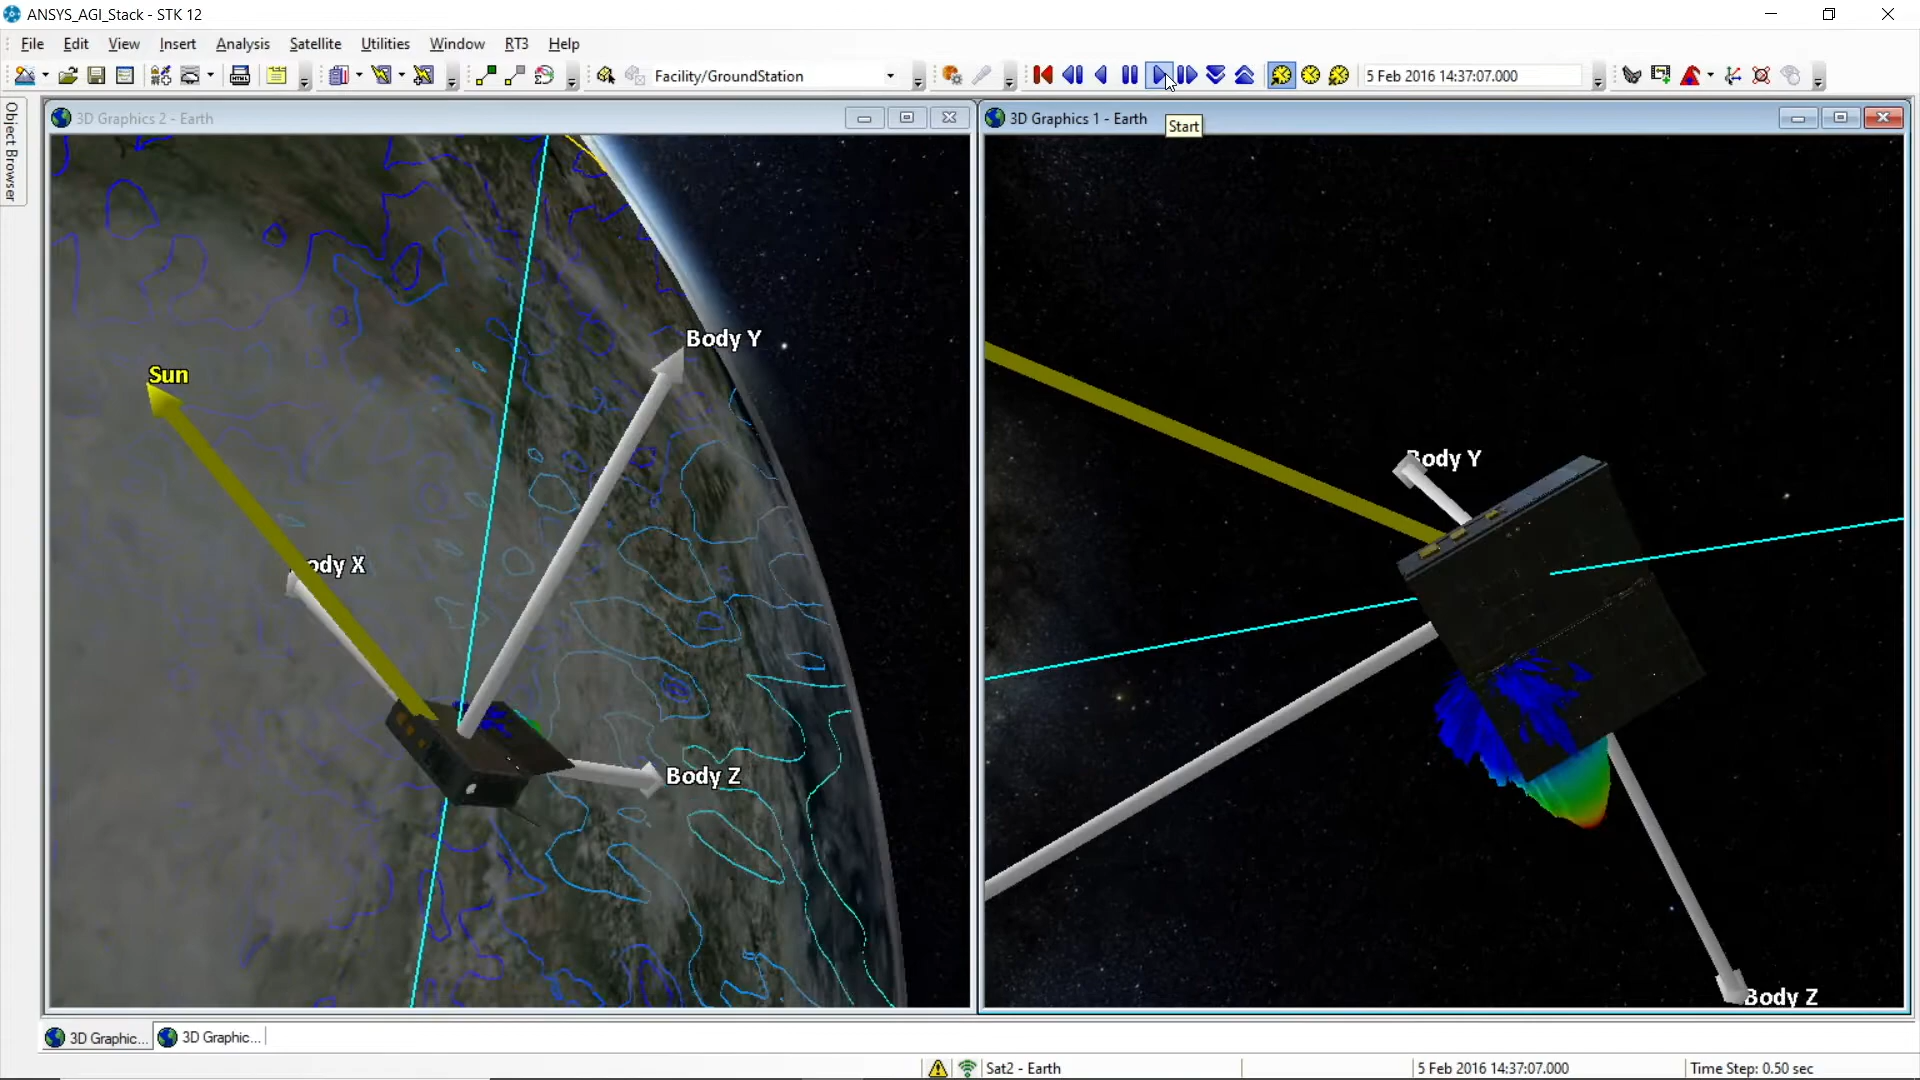 ANSYS_AGI_Stack - STK 12
File Edit View Insert Analysis Satellite Utilities Window RT3 Help
Facility/GroundStation
5 Feb 2016 14:37:07.000
Object Browser
3D Graphics 2 - Earth
3D Graphics 1 - Earth
Start
Body Y
Sun
ody X
Body Z
Body Y
Body Z
3D Graphic...
3D Graphic...
Sat2 - Earth
5 Feb 2016 14:37:07.000
Time Step: 0.50 sec